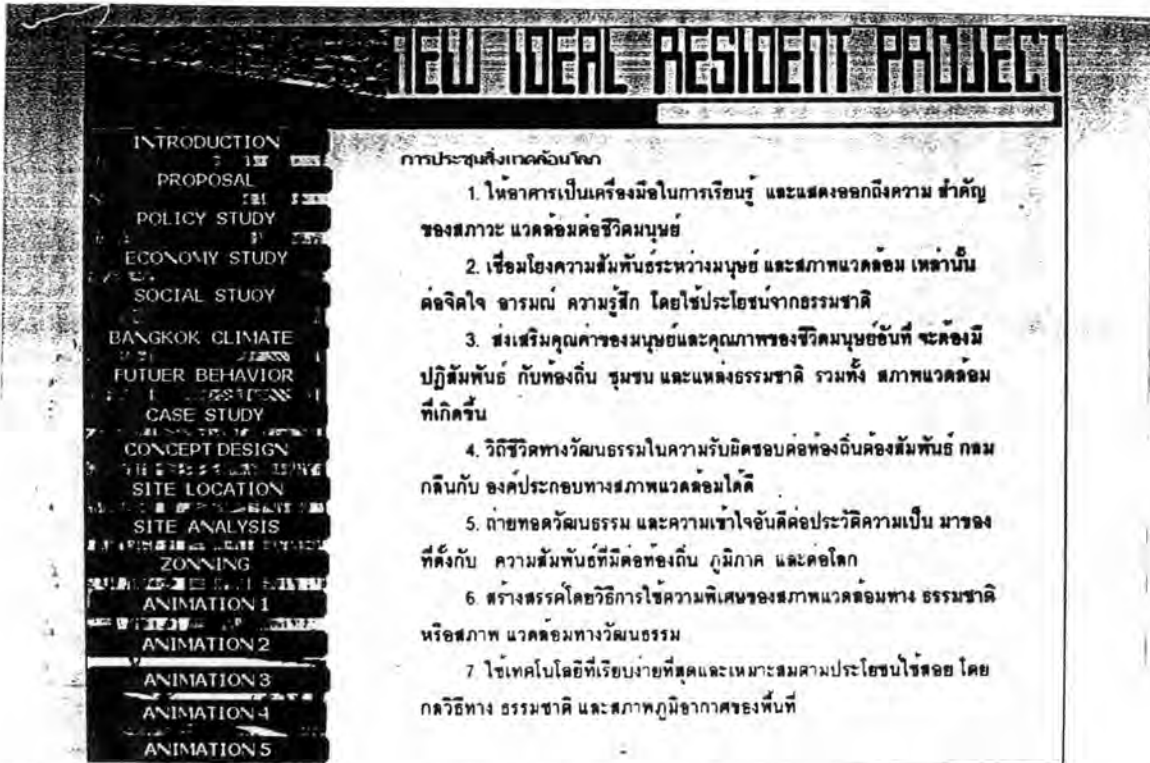 NEW IDEAL RESIDENT PROJECT
INTRODUCTION
PROPOSAL
POLICY STUDY
ECONOMY STUDY
SOCIAL STUOY
BANGKOK CLIMATE
FUTUER BEHAVIOR
CASE STUDY
CONCEPT DESIGN
SITE LOCATION
SITE ANALYSIS
ZONNING
ANIMATION 1
ANIMATION 2
ANIMATION 3
ANIMATION 4
ANIMATION 5
การประชุมสิ่งแวดล้อมโลก
1. ให้อาคารเป็นเครื่องมือในการเรียนรู้ และแสดงออกถึงความ สำคัญ
ของสภาวะ แวดล้อมต่อชีวิตมนุษย์
2. เชื่อมโยงความสัมพันธ์ระหว่างมนุษย์ และสภาพแวดล้อม เหล่านั้น
ต่อจิตใจ อารมณ์ ความรู้สึก โดยใช้ประโยชน์จากธรรมชาติ
3. ส่งเสริมคุณค่าของมนุษย์และคุณภาพของชีวิตมนุษย์อันที่ จะต้องมี
ปฏิสัมพันธ์ กับท้องถิ่น ชุมชน และแหล่งธรรมชาติ รวมทั้ง สภาพแวดล้อม
ที่เกิดขึ้น
4. วิถีชีวิตทางวัฒนธรรมในความรับผิดชอบต่อท้องถิ่นต้องสัมพันธ์ กลม
กลืนกับ องค์ประกอบทางสภาพแวดล้อมได้ดี
5. ถ่ายทอดวัฒนธรรม และความเข้าใจอันดีต่อประวัติความเป็น มาของ
ที่ตั้งกับ ความสัมพันธ์ที่มีต่อท้องถิ่น ภูมิภาค และต่อโลก
6. สร้างสรรค์โดยวิธีการใช้ความพิเศษของสภาพแวดล้อมทาง ธรรมชาติ
หรือสภาพ แวดล้อมทางวัฒนธรรม
7. ใช้เทคโนโลยีที่เรียบง่ายที่สุดและเหมาะสมตามประโยชน์ใช้สอย โดย
กลวิธีทาง ธรรมชาติ และสภาพภูมิอากาศของพื้นที่